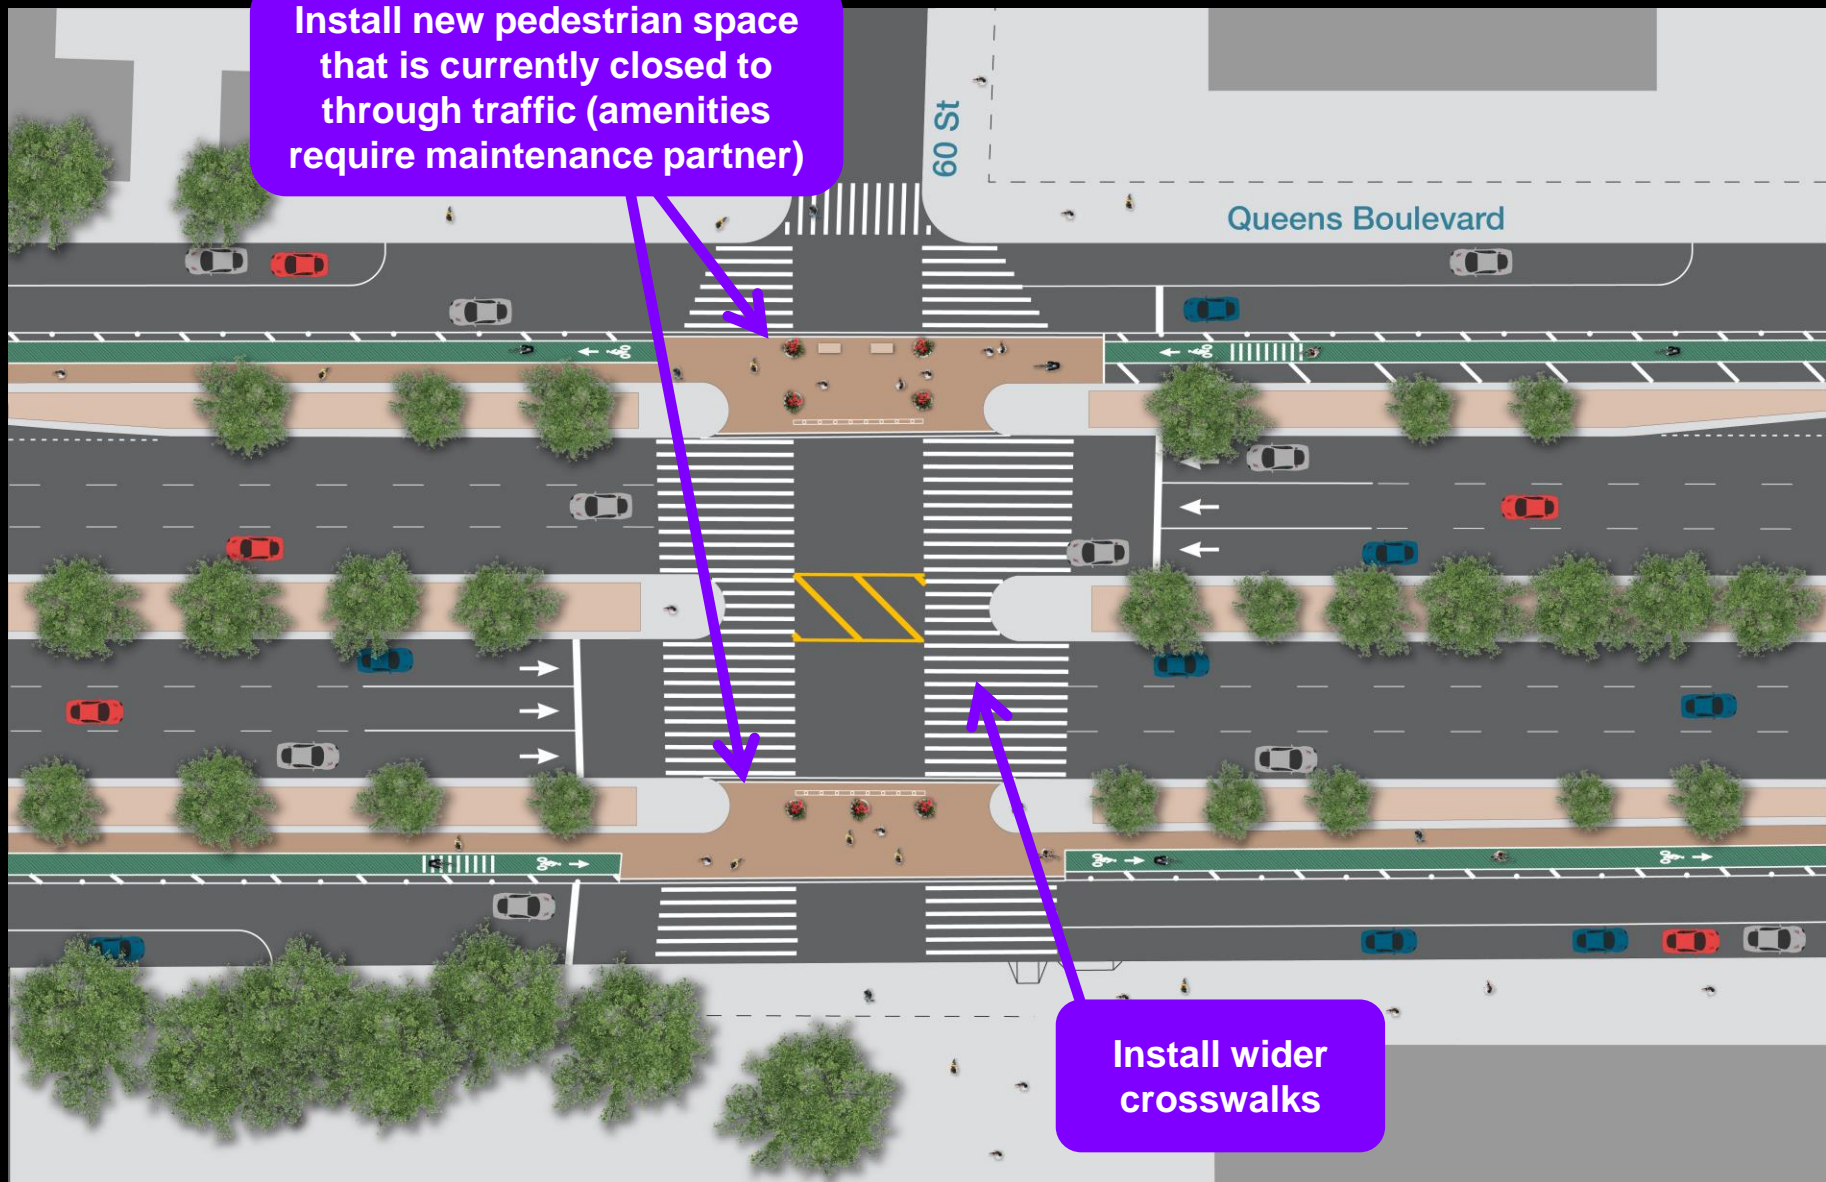 Install new pedestrian space
that is currently closed to
through traffic (amenities
require maintenance partner)
60 St
Queens Boulevard
Install wider
crosswalks